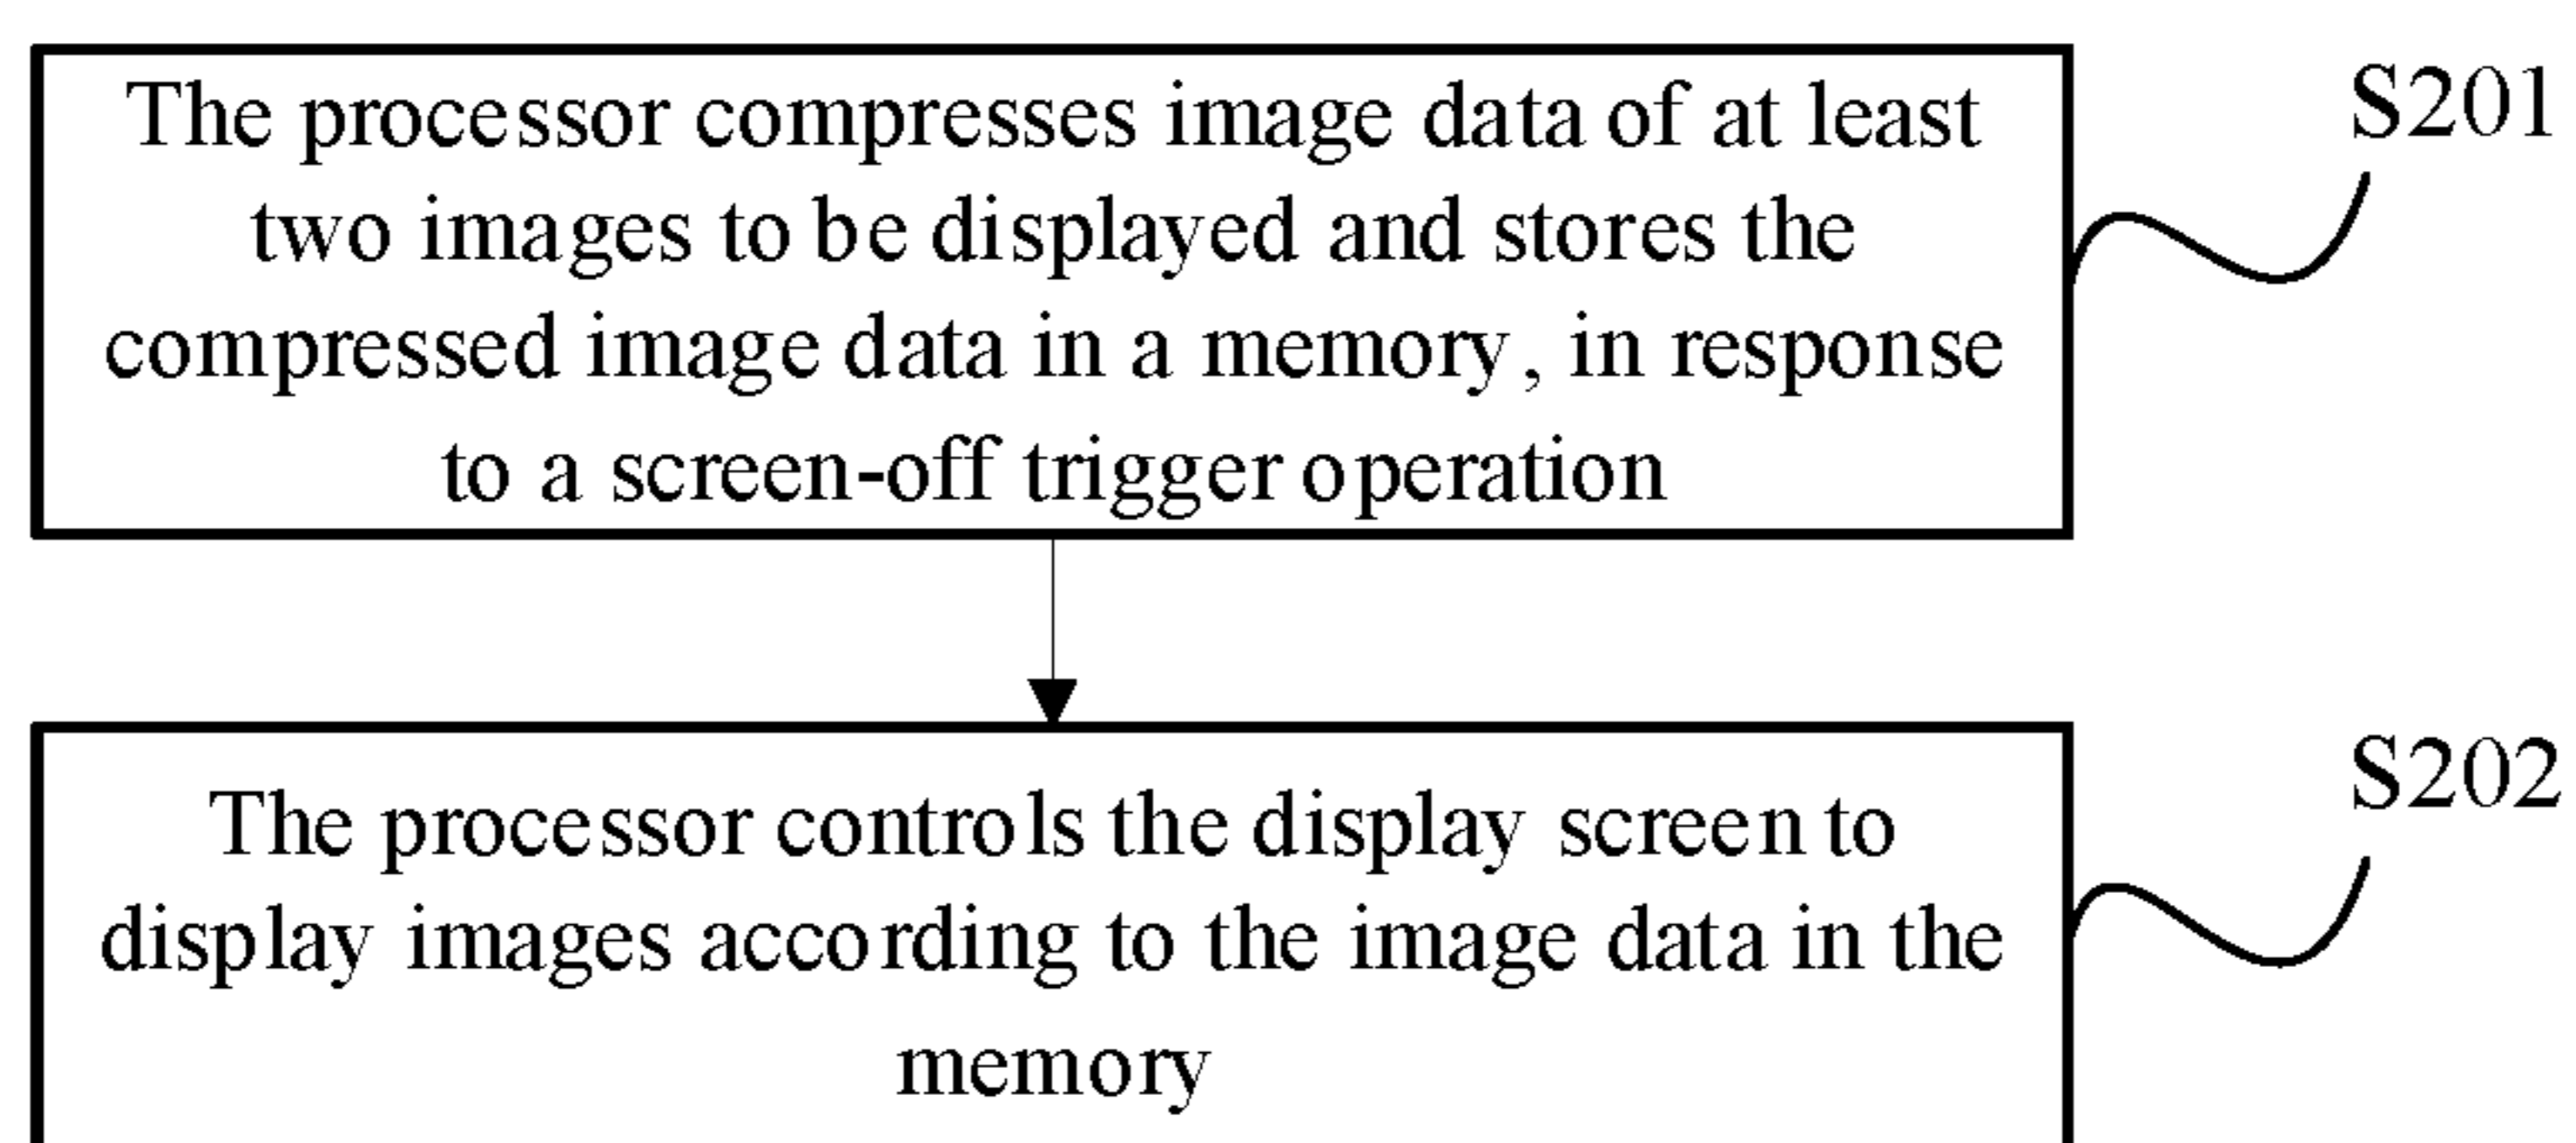 The processor compresses image data of at least
two images to be displayed and stores the
compressed image data in a memory, in response
to a screen-off trigger operation
S201
The processor controls the display screen to
display images according to the image data in the
memory
S202